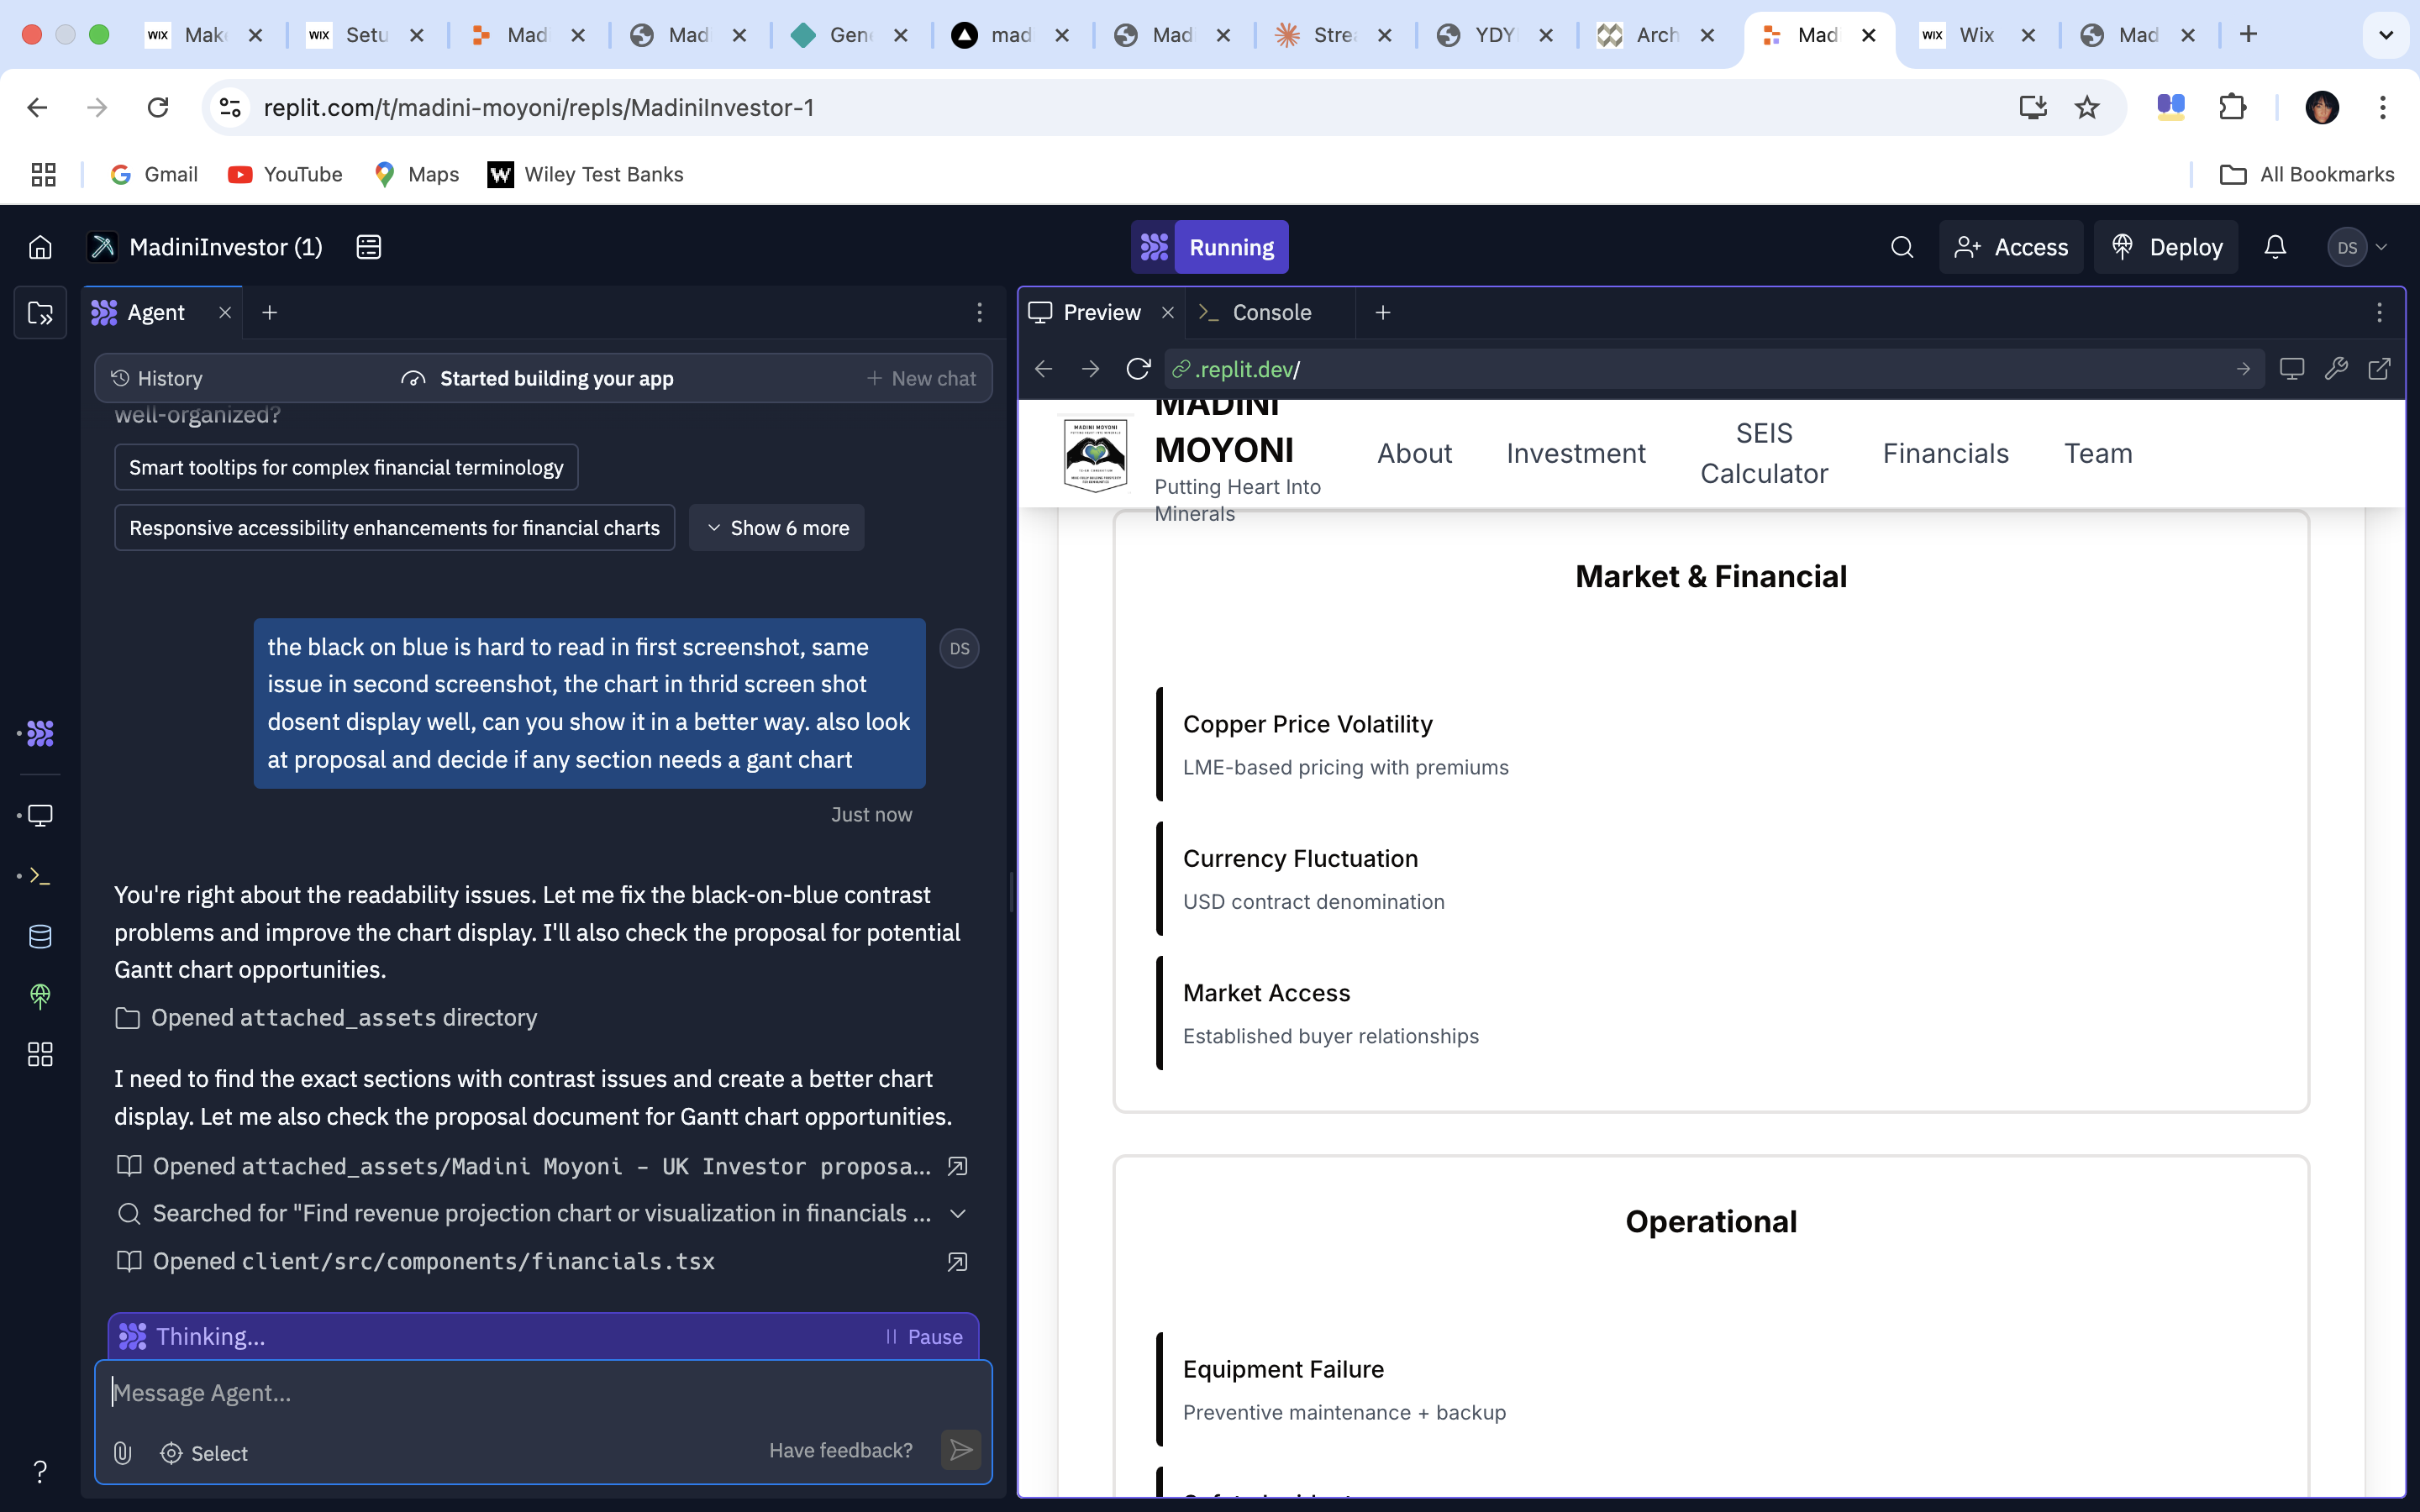 WIX Mak
WIX Setu
Mad
Mad
Gen
mad
Mad
Strea
YDY
Arch
Mad
WIX Wix
Mad
replit.com/t/madini-moyoni/repls/MadiniInvestor-1
Gmail
YouTube
Maps
W Wiley Test Banks
All Bookmarks
MadiniInvestor (1)
Running
Access
Deploy
DS
Agent
History
Started building your app
New chat
well-organized?
Smart tooltips for complex financial terminology
Responsive accessibility enhancements for financial charts
Show 6 more
the black on blue is hard to read in first screenshot, same
issue in second screenshot, the chart in thrid screen shot
dosent display well, can you show it in a better way. also look
at proposal and decide if any section needs a gant chart
DS
Just now
You're right about the readability issues. Let me fix the black-on-blue contrast
problems and improve the chart display. I'll also check the proposal for potential
Gantt chart opportunities.
Opened attached_assets directory
I need to find the exact sections with contrast issues and create a better chart
display. Let me also check the proposal document for Gantt chart opportunities.
Opened attached_assets/Madini Moyoni - UK Investor proposa...
Searched for "Find revenue projection chart or visualization in financials ...
Opened client/src/components/financials.tsx
Thinking...
Pause
Message Agent...
Select
Have feedback?
?
Preview
Console
.replit.dev/
MADINI MOYONI
MADINI
MOYONI
Putting Heart Into
Minerals
About
Investment
SEIS
Calculator
Financials
Team
Market & Financial
Copper Price Volatility
LME-based pricing with premiums
Currency Fluctuation
USD contract denomination
Market Access
Established buyer relationships
Operational
Equipment Failure
Preventive maintenance + backup